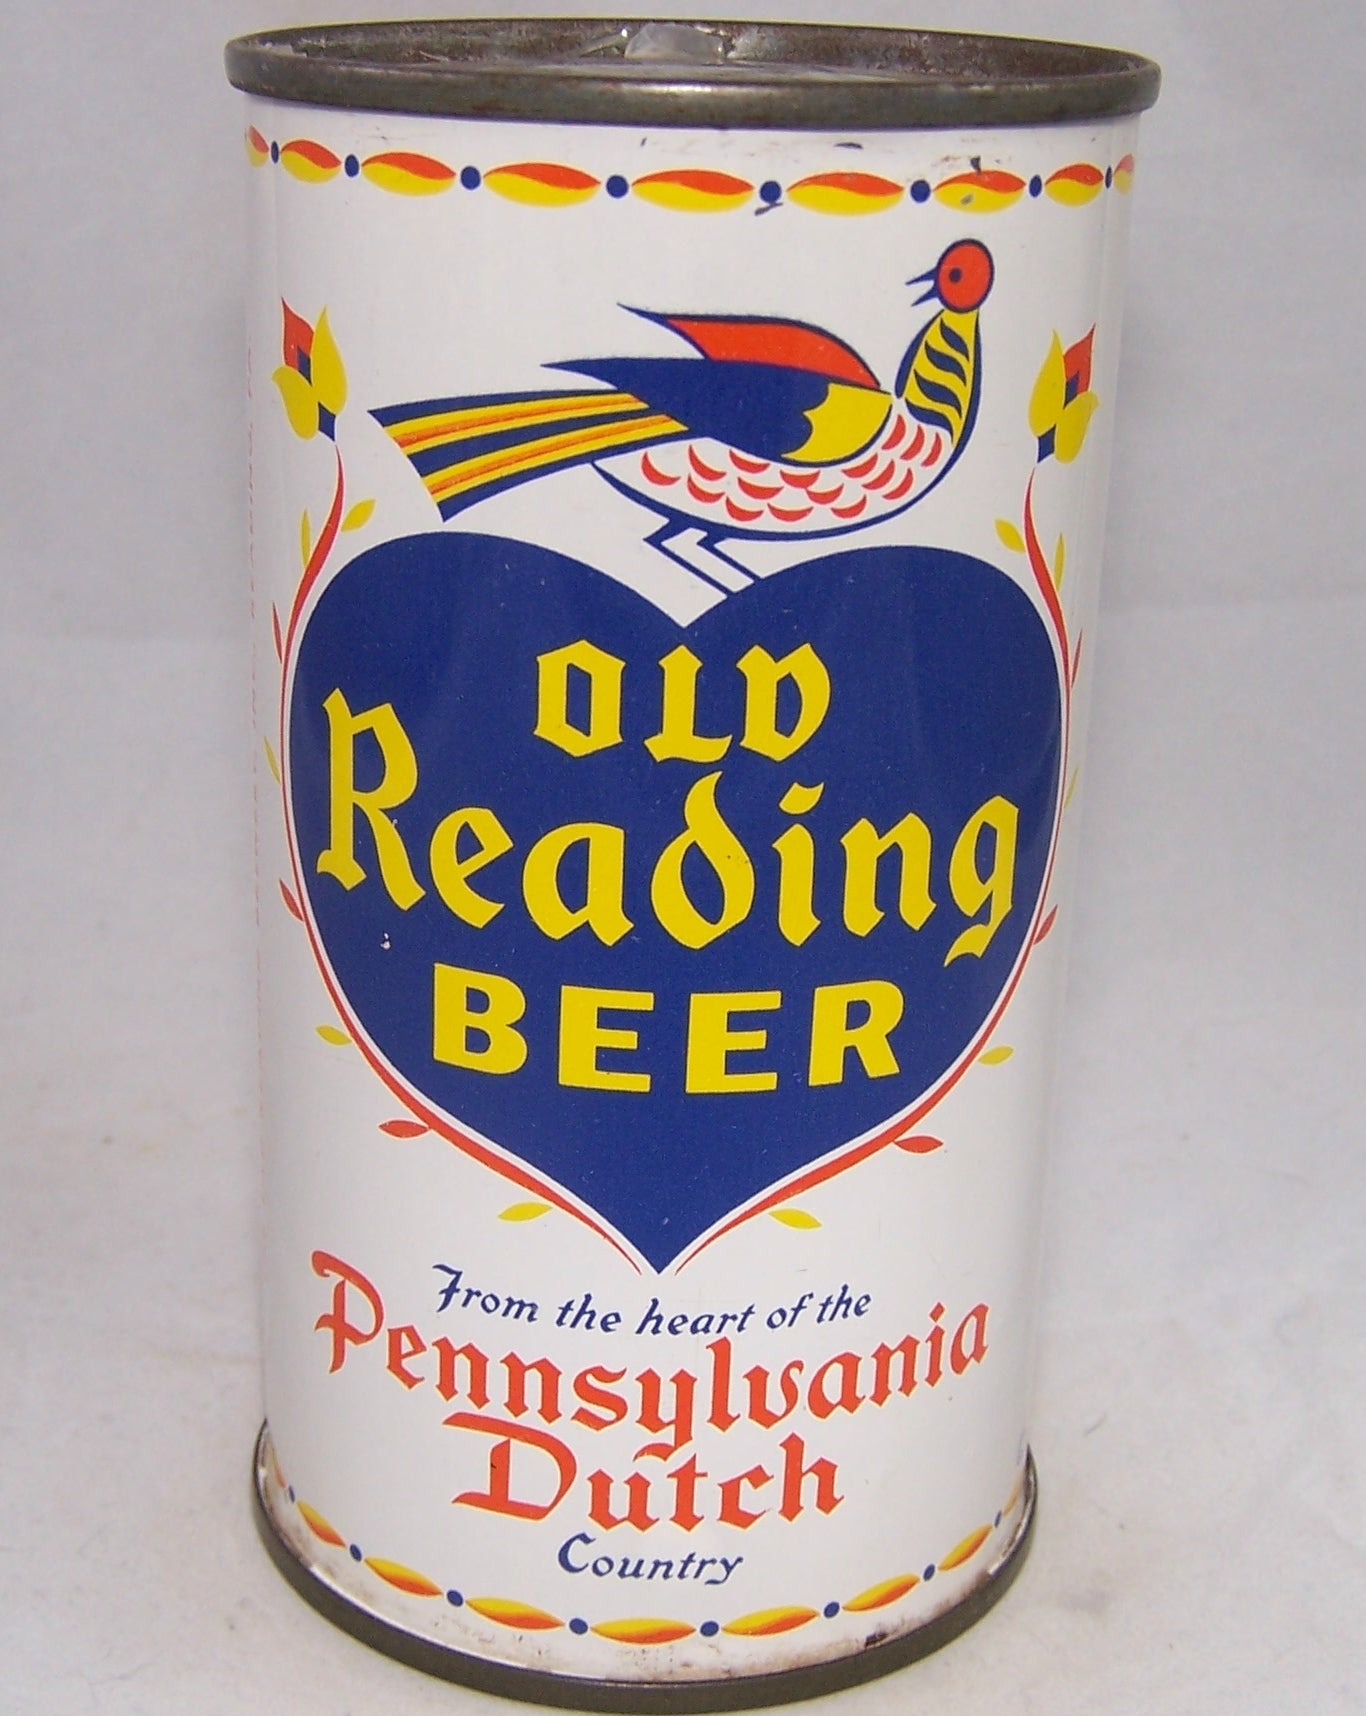 OLD
Reading
BEER
From the heart of the
Pennsylvania
Dutch
Country